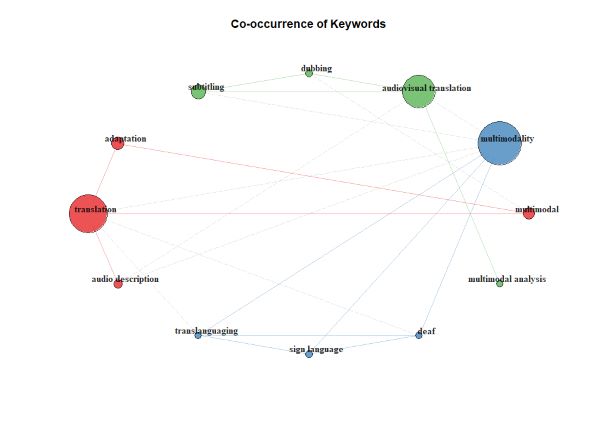 Co-occurrence of Keywords
dubbing
subtitling
audiovisual translation
adaptation
multimodality
translation
multimodal
audio description
multimodal analysis
translanguaging
deaf
sign language